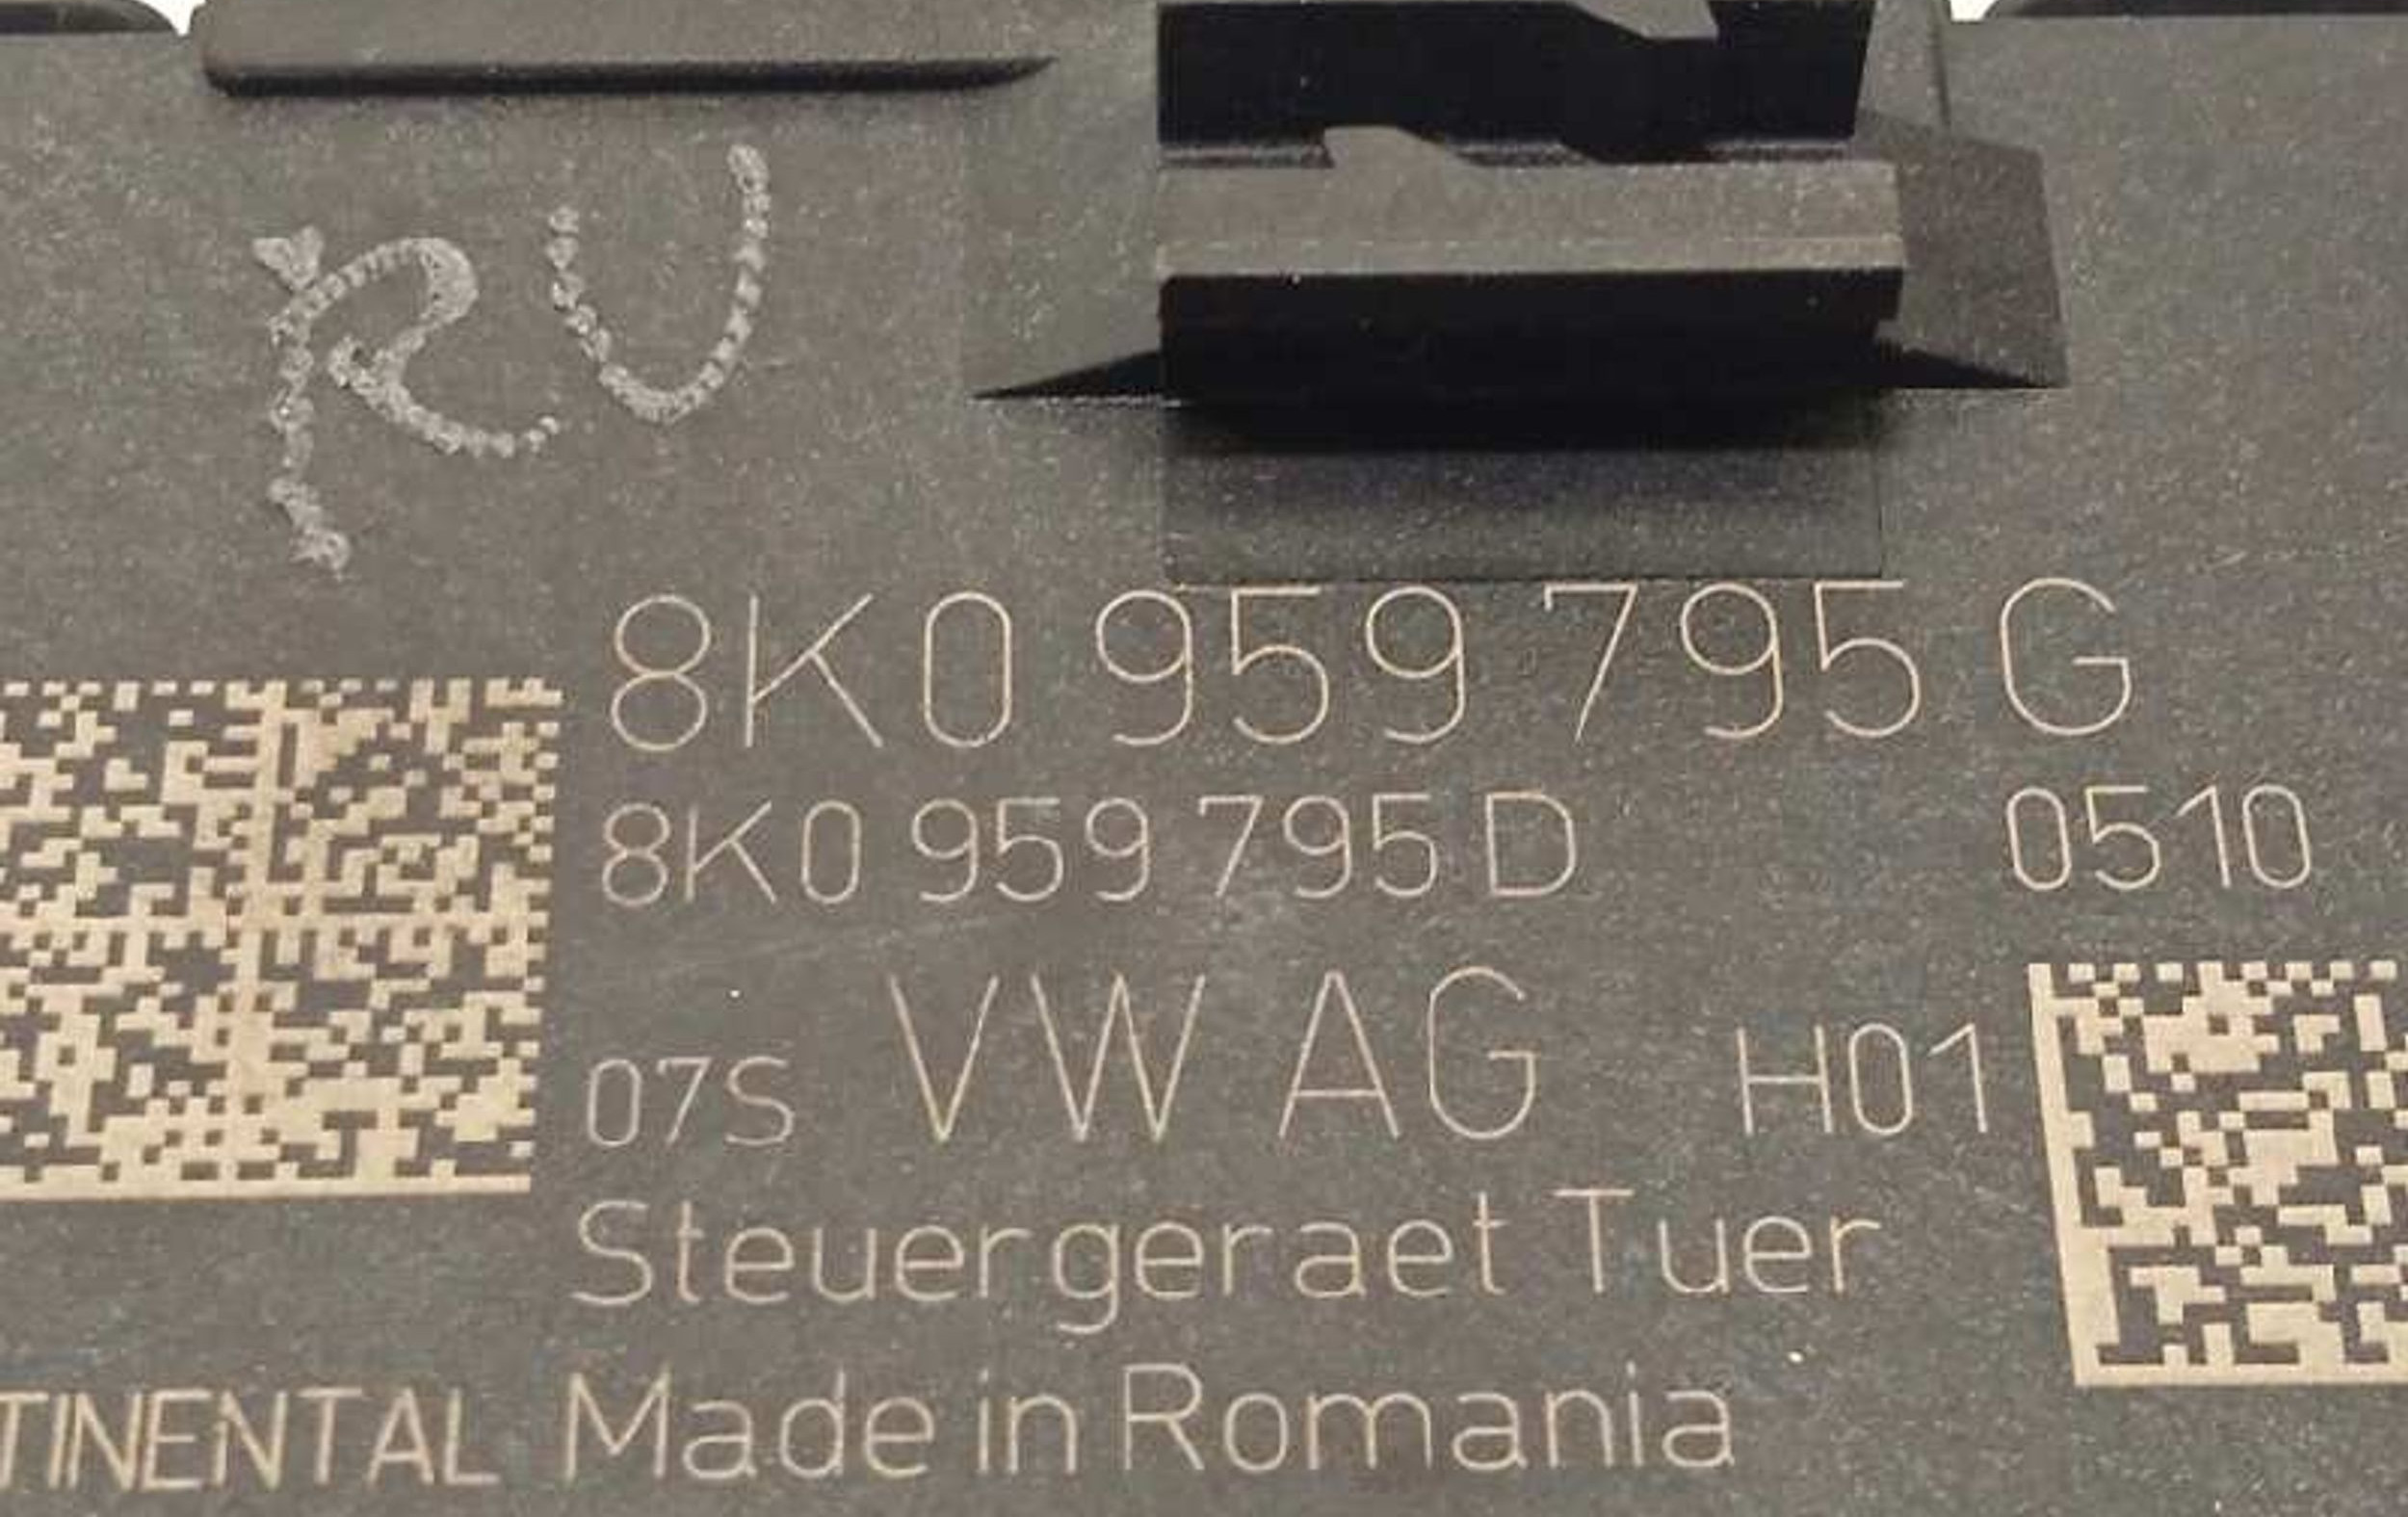 RU
8K0 959 795 G
8K0 959 795 D 0510
07S VW AG H01
Steuergeraet Tuer
TINENTAL Made in Romania